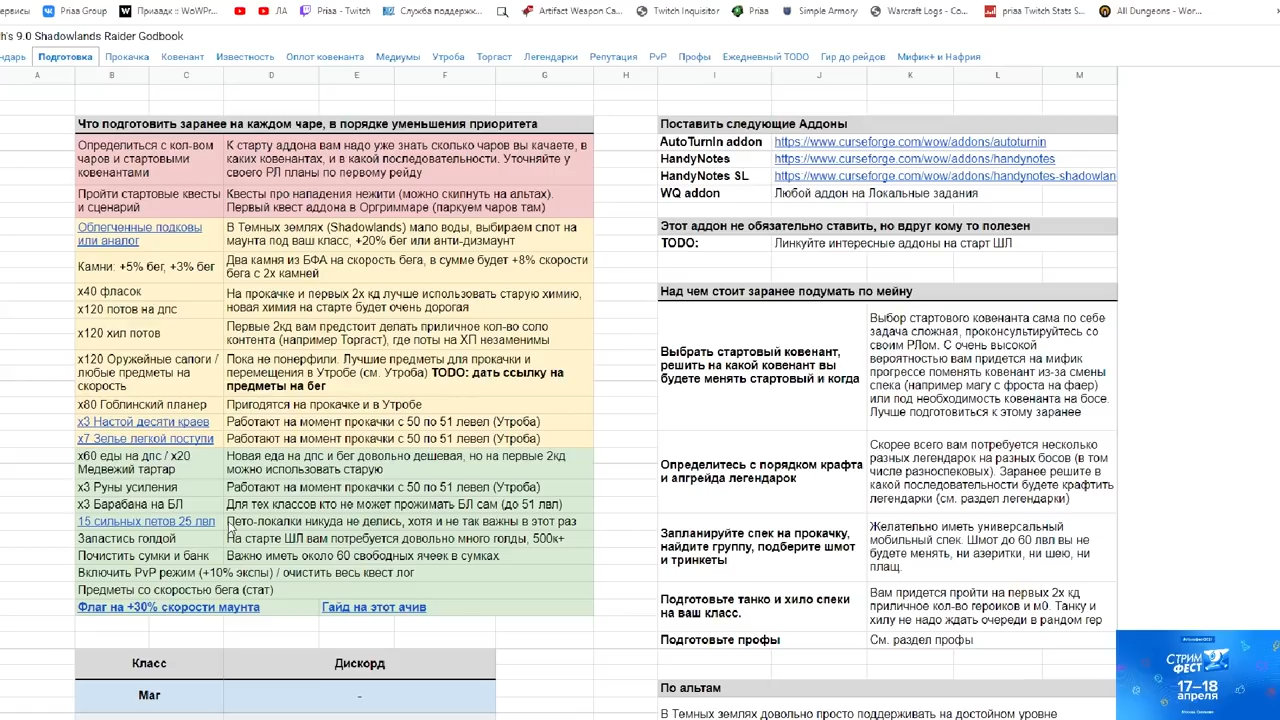 ервисы Priaa Group Приаадк :: WoWPr... ЛА Priaa - Twitch Служба поддержк... Artifact Weapon Ca... Twitch Inquisitor Priaa Simple Armory Warcraft Logs - Co... priaa Twitch Stats S... All Dungeons - Wor...
h's 9.0 Shadowlands Raider Godbook
ндарь Подготовка Прокачка Ковенант Известность Оплот ковенанта Медиумы Утроба Торгаст Легендарки Репутация PvP Профы Ежедневный TODO Гир до рейдов Мифик+ и Нафрия
A B C D E F G H I J K L M
Что подготовить заранее на каждом чаре, в порядке уменьшения приоритета
Определиться с кол-вом
чаров и стартовыми
ковенантами
К старту аддона вам надо уже знать сколько чаров вы качаете, в
каких ковенантах, и в какой последовательности. Уточняйте у
своего РЛ планы по первому рейду
Пройти стартовые квесты
и сценарий
Квесты про нападения нежити (можно скипнуть на альтах).
Первый квест аддона в Оргриммаре (паркуем чаров там)
Облегченные подковы
или аналог
В Темных землях (Shadowlands) мало воды, выбираем слот на
маунта под ваш класс, +20% бег или анти-дизмаунт
Камни: +5% бег, +3% бег
Два камня из БФА на скорость бега, в сумме будет +8% скорости
бега с 2х камней
х40 фласок
х120 потов на дпс
На прокачке и первых 2х кд лучше использовать старую химию,
новая химия на старте будет очень дорогая
х120 хил потов
Первые 2кд вам предстоит делать приличное кол-во соло
контента (например Торгаст), где поты на ХП незаменимы
х120 Оружейные сапоги /
любые предметы на
скорость
Пока не понерфили. Лучшие предметы для прокачки и
перемещения в Утробе (см. Утроба) TODO: дать ссылку на
предметы на бег
х80 Гоблинский планер
Пригодятся на прокачке и в Утробе
х3 Настой десяти краев
Работают на момент прокачки с 50 по 51 левел (Утроба)
х7 Зелье легкой поступи
Работают на момент прокачки с 50 по 51 левел (Утроба)
х60 еды на дпс / х20
Медвежий тартар
Новая еда на дпс и бег довольно дешевая, но на первые 2кд
можно использовать старую
х3 Руны усиления
Работают на момент прокачки с 50 по 51 левел (Утроба)
х3 Барабана на БЛ
Для тех классов кто не может прожимать БЛ сам (до 51 лвл)
15 сильных петов 25 лвл
Пето-локалки никуда не делись, хотя и не так важны в этот раз
Запастись голдой
На старте ШЛ вам потребуется довольно много голды, 500к+
Почистить сумки и банк
Важно иметь около 60 свободных ячеек в сумках
Включить PvP режим (+10% экспы) / очистить весь квест лог
Предметы со скоростью бега (стат)
Флаг на +30% скорости маунта
Гайд на этот ачив
Класс Дискорд
Маг -
Поставить следующие Аддоны
AutoTurnIn addon https://www.curseforge.com/wow/addons/autoturnin
HandyNotes https://www.curseforge.com/wow/addons/handynotes
HandyNotes SL https://www.curseforge.com/wow/addons/handynotes-shadowlan
WQ addon Любой аддон на Локальные задания
Этот аддон не обязательно ставить, но вдруг кому то полезен
TODO: Линкуйте интересные аддоны на старт ШЛ
Над чем стоит заранее подумать по мейну
Выбрать стартовый ковенант,
решить на какой ковенант вы
будете менять стартовый и когда
Выбор стартового ковенанта сама по себе
задача сложная, проконсультируйтесь со
своим РЛом. С очень высокой
вероятностью вам придется на мифик
прогрессе поменять ковенант из-за смены
спека (например магу с фроста на фаер)
или под необходимость ковенанта на босе.
Лучше подготовиться к этому заранее
Определитесь с порядком крафта
и апгрейда легендарок
Скорее всего вам потребуется несколько
разных легендарок на разных босов (в том
числе разноспековых). Заранее решите в
какой последовательности будете крафтить
легендарки (см. раздел легендарки)
Запланируйте спек на прокачку,
найдите группу, подберите шмот
и тринкеты
Желательно иметь универсальный
мобильный спек. Шмот до 60 лвл вы не
будете менять, ни азеритки, ни шею, ни
плащ.
Подготовьте танко и хило спеки
на ваш класс.
Вам придется пройти на первых 2х кд
приличное кол-во героиков и м0. Танку и
хилу не надо ждать очереди в рандом гер
Подготовьте профы
См. раздел профы
По альтам
В Темных землях довольно просто поддерживать на достойном уровне
СТРИМ
ФЕСТ
17–18
апреля